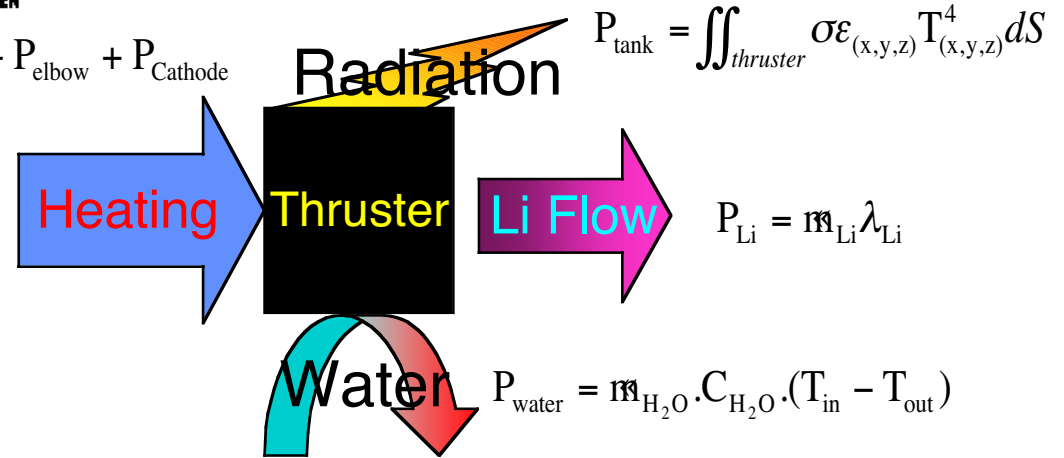 P_tank = ∬_thruster σε_(x,y,z) T^4_(x,y,z) dS
P_elbow + P_Cathode
Radiation
Heating
Thruster
Li Flow
P_Li = ṁ_Li λ_Li
Water
P_water = ṁ_H₂O.C_H₂O.(T_in − T_out)